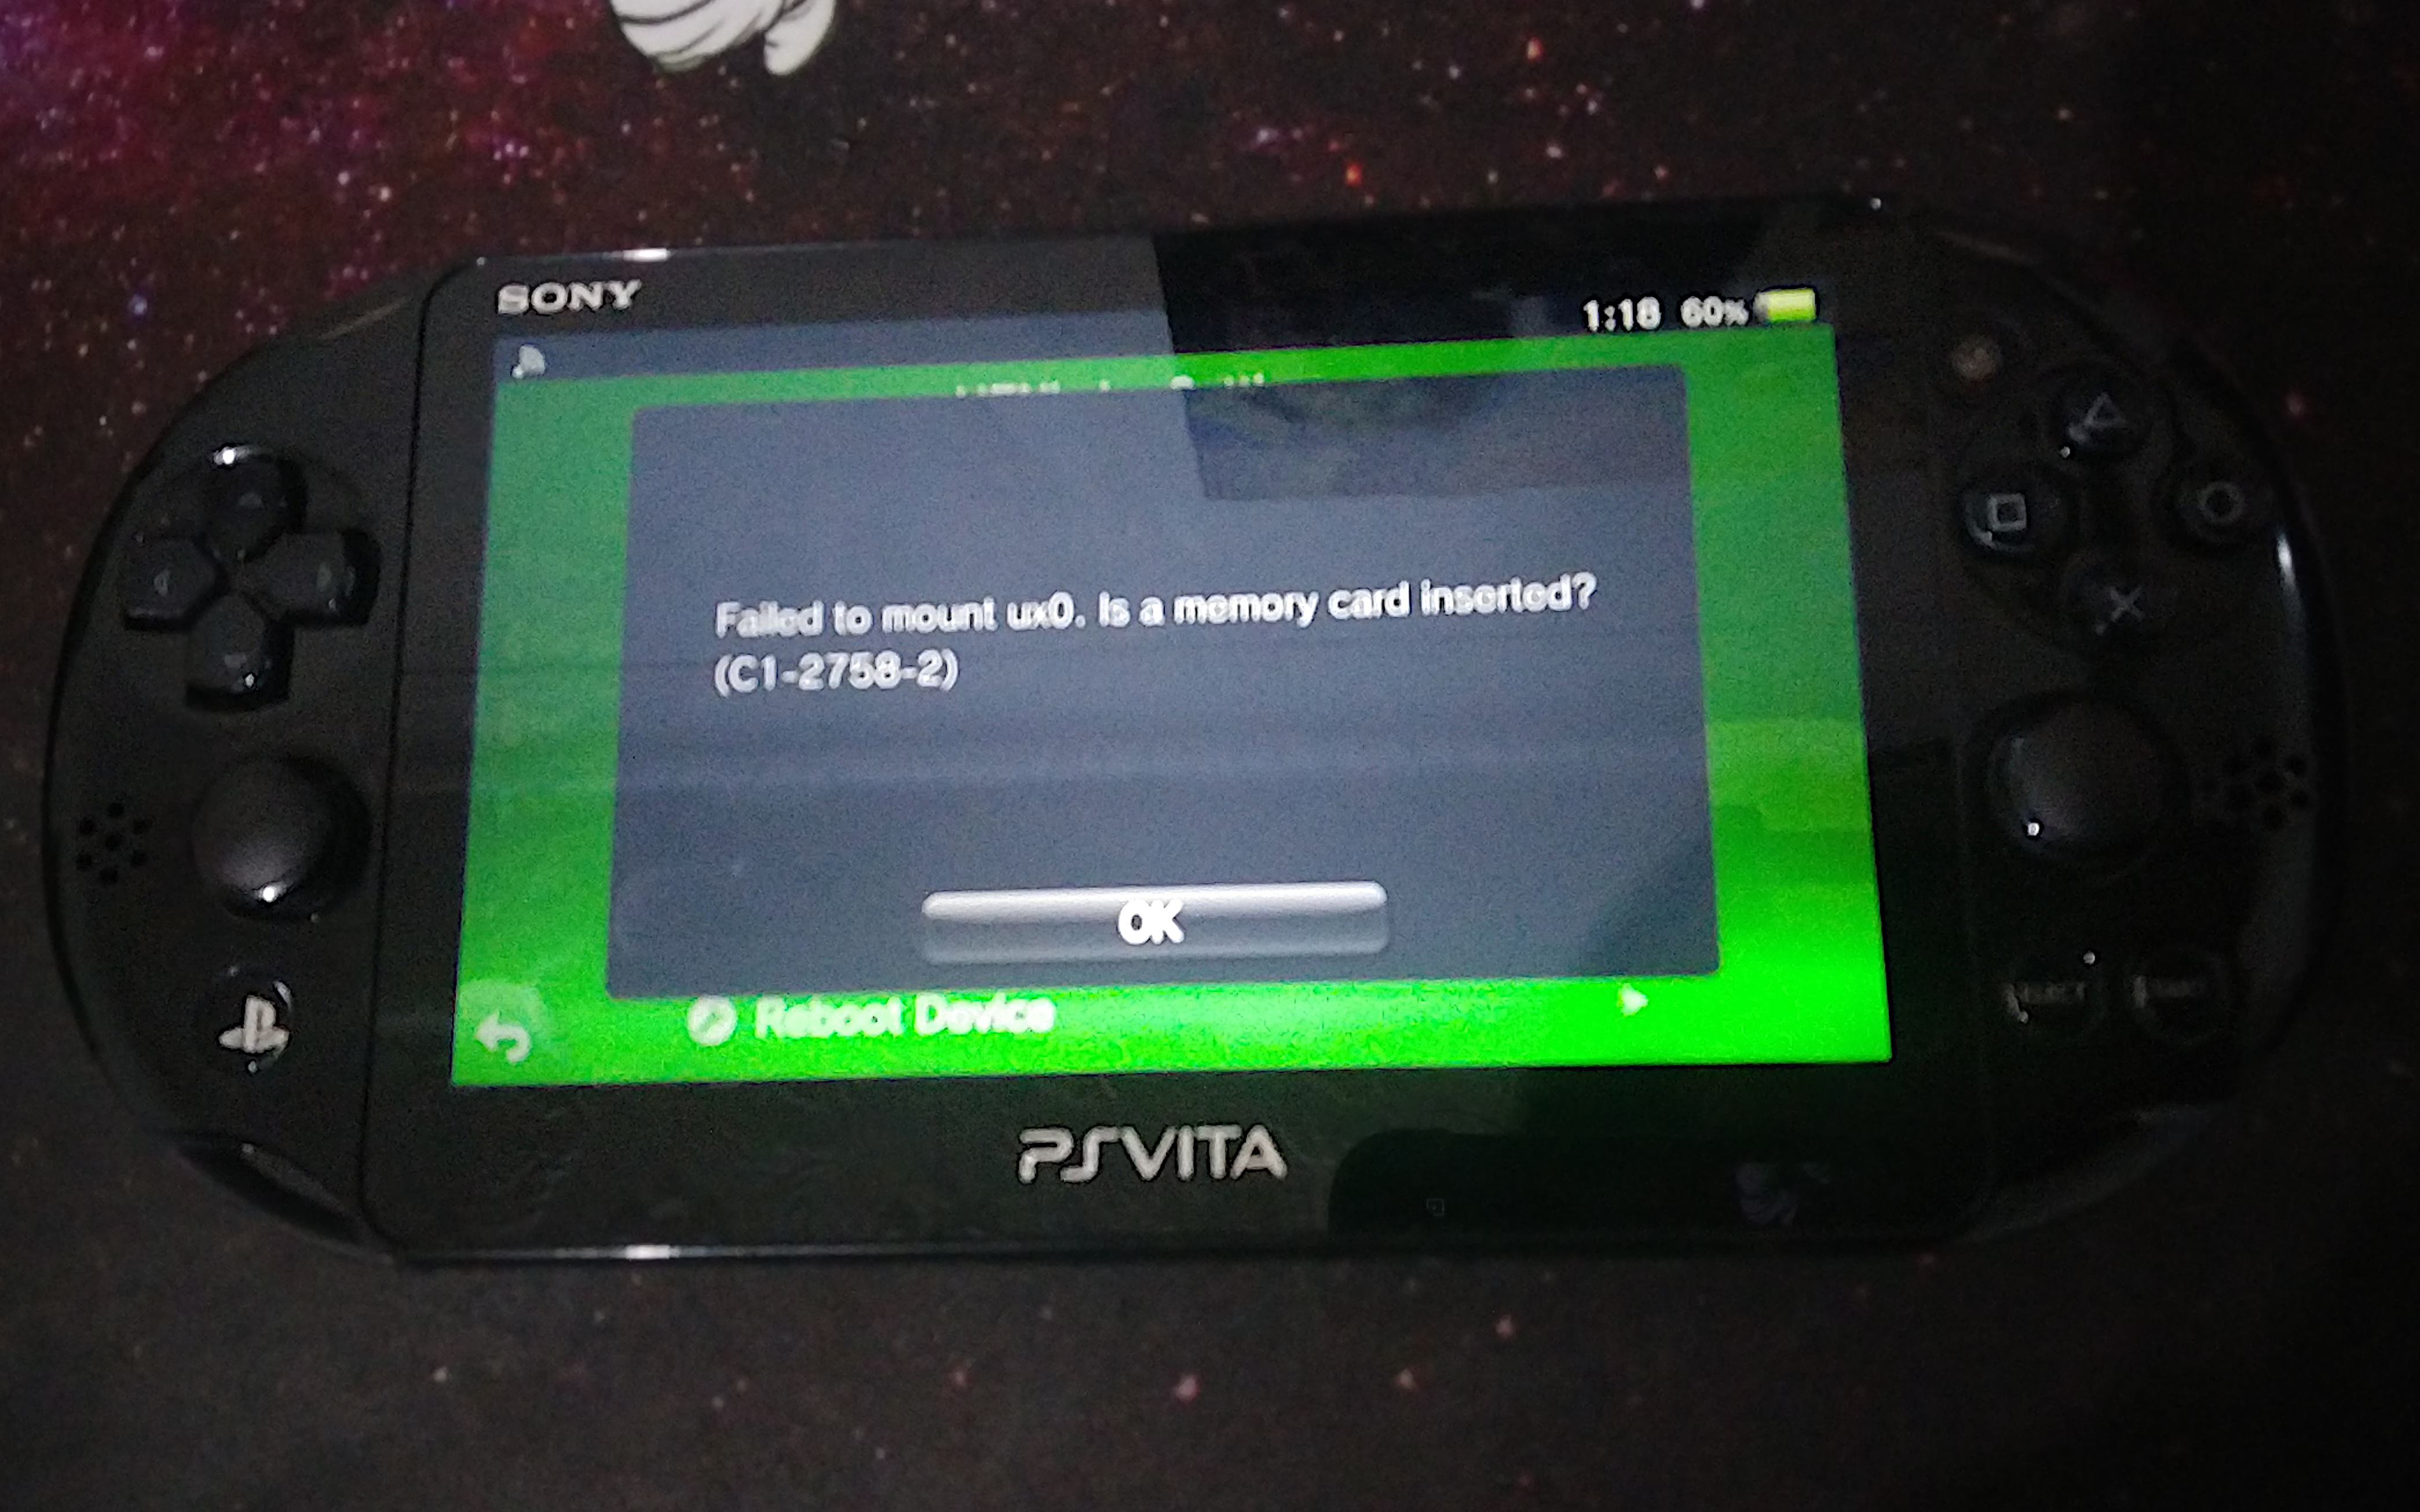 SONY
1:18 60%
Failed to mount ux0. Is a memory card inserted?
(C1-2758-2)
OK
Reboot Device
PSVITA
SELECT